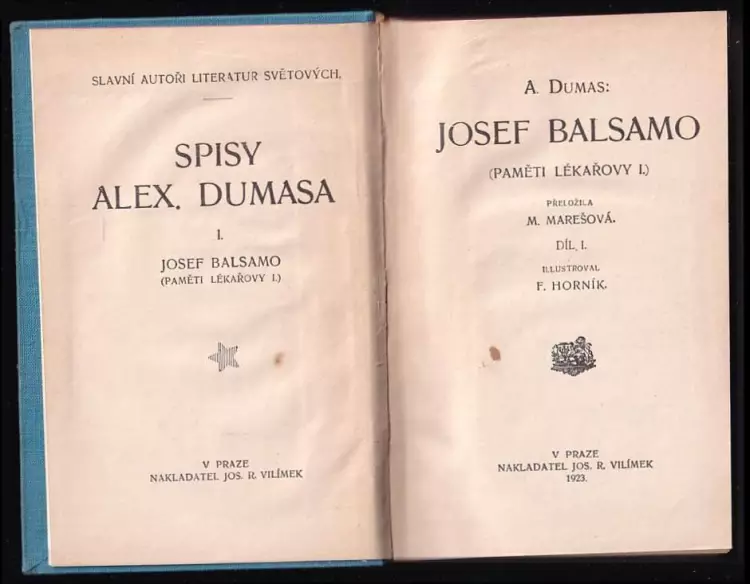 SLAVNÍ AUTOŘI LITERATUR SVĚTOVÝCH.
SPISY
ALEX. DUMASA
I.
JOSEF BALSAMO
(PAMĚTI LÉKAŘOVY I.)
V PRAZE
NAKLADATEL JOS. R. VILÍMEK
A. DUMAS:
JOSEF BALSAMO
(PAMĚTI LÉKAŘOVY I.)
PŘELOŽILA
M. MAREŠOVÁ.
DÍL I.
ILLUSTROVAL
F. HORNÍK.
V PRAZE
NAKLADATEL JOS. R. VILÍMEK
1923.